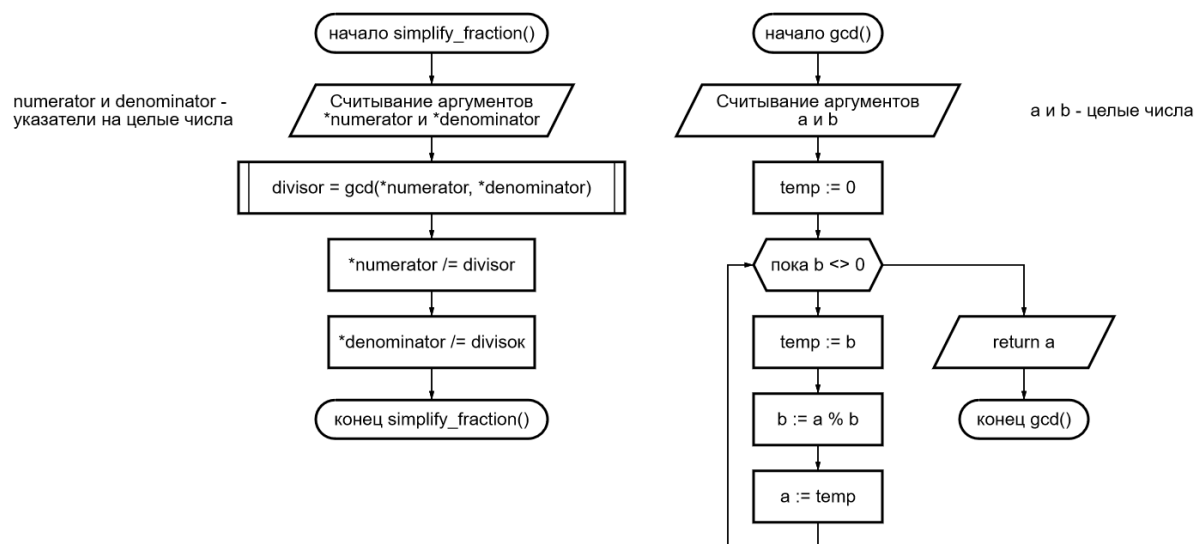 начало simplify_fraction()
numerator и denominator -
указатели на целые числа
Считывание аргументов
*numerator и *denominator
divisor = gcd(*numerator, *denominator)
*numerator /= divisor
*denominator /= divisoк
конец simplify_fraction()
начало gcd()
Считывание аргументов
a и b
a и b - целые числа
temp := 0
пока b <> 0
temp := b
b := a % b
a := temp
return a
конец gcd()